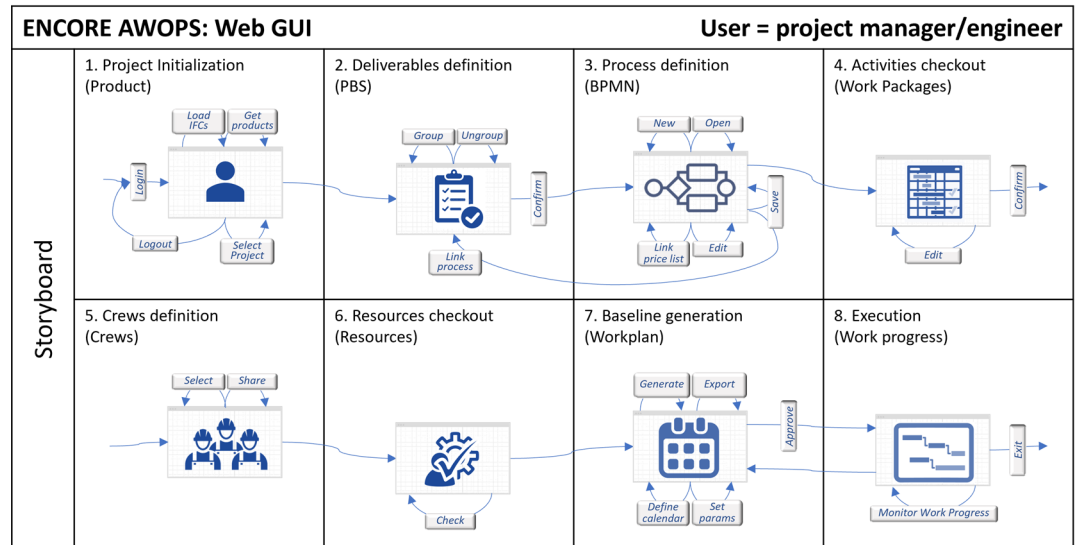 ENCORE AWOPS: Web GUI
User = project manager/engineer
Storyboard
1. Project Initialization
(Product)
Load
IFCs
Get
products
Login
Logout
Select
Project
2. Deliverables definition
(PBS)
Group
Ungroup
Confirm
Link
process
3. Process definition
(BPMN)
New
Open
Save
Link
price list
Edit
4. Activities checkout
(Work Packages)
Confirm
Edit
5. Crews definition
(Crews)
Select
Share
6. Resources checkout
(Resources)
Check
7. Baseline generation
(Workplan)
Generate
Export
Approve
Define
calendar
Set
params
8. Execution
(Work progress)
Exit
Monitor Work Progress